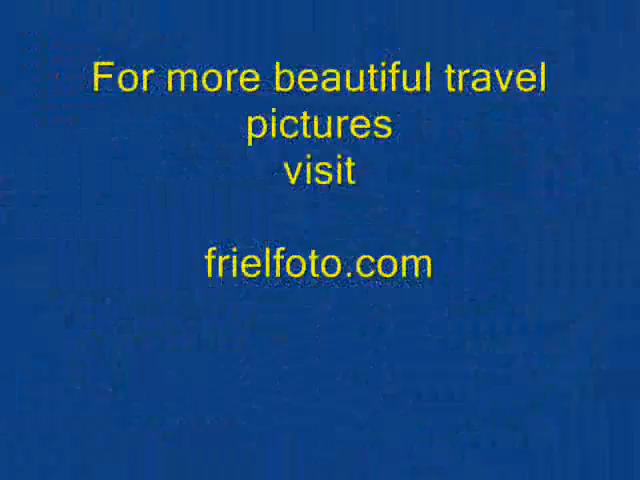 For more beautiful travel
pictures
visit
frielfoto.com